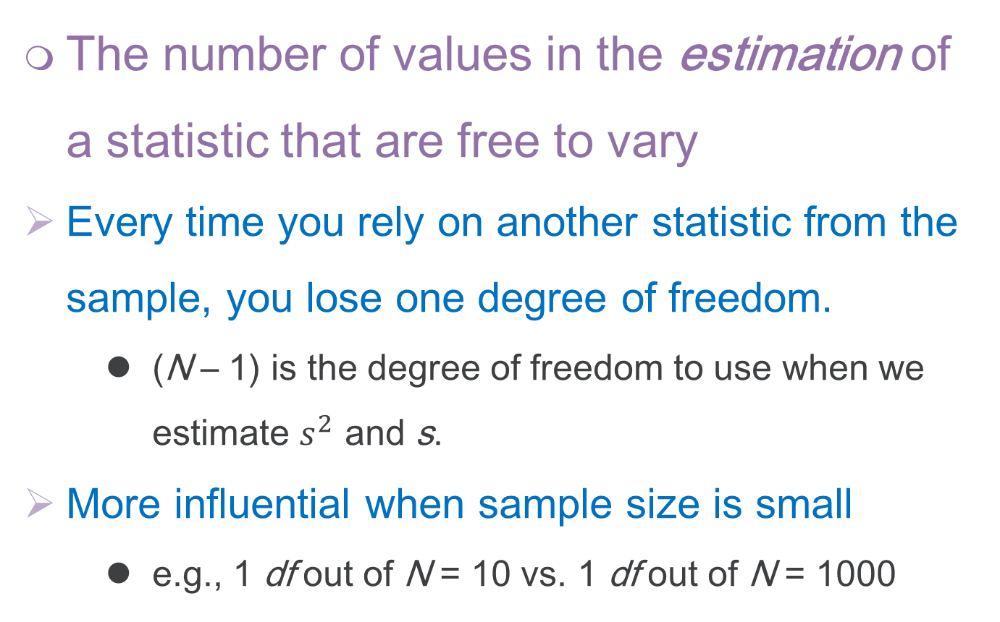 The number of values in the estimation of
a statistic that are free to vary
Every time you rely on another statistic from the
sample, you lose one degree of freedom.
(N – 1) is the degree of freedom to use when we
estimate s² and s.
More influential when sample size is small
e.g., 1 df out of N = 10 vs. 1 df out of N = 1000